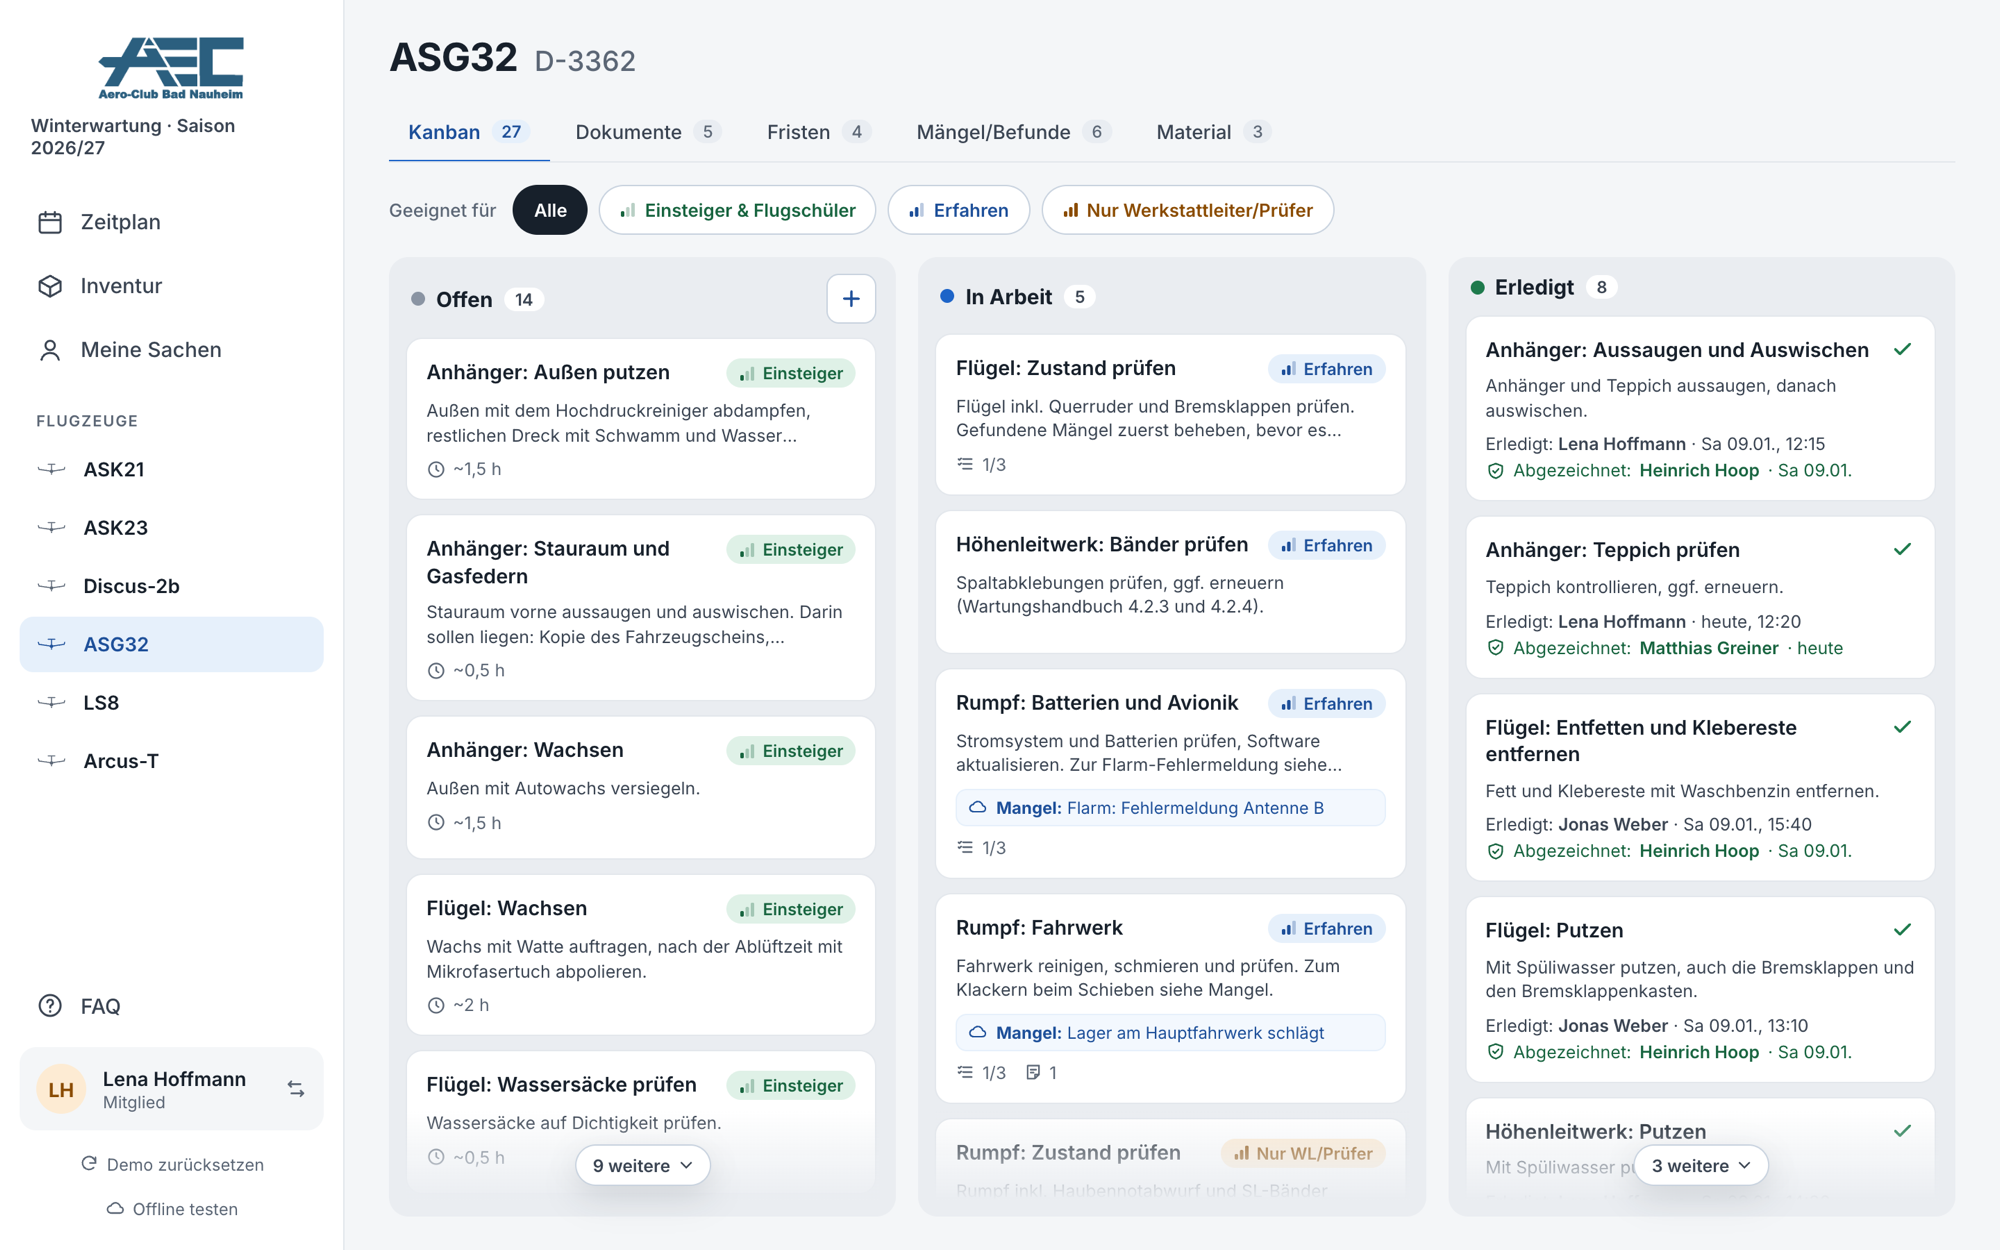 AEC
Aero-Club Bad Nauheim
Winterwartung · Saison
2026/27
Zeitplan
Inventur
Meine Sachen
FLUGZEUGE
ASK21
ASK23
Discus-2b
ASG32
LS8
Arcus-T
FAQ
LH
Lena Hoffmann
Mitglied
Demo zurücksetzen
Offline testen
ASG32 D-3362
Kanban 27 Dokumente 5 Fristen 4 Mängel/Befunde 6 Material 3
Geeignet für Alle Einsteiger & Flugschüler Erfahren Nur Werkstattleiter/Prüfer
Offen 14 +
Anhänger: Außen putzen Einsteiger
Außen mit dem Hochdruckreiniger abdampfen,
restlichen Dreck mit Schwamm und Wasser...
~1,5 h
Anhänger: Stauraum und Einsteiger
Gasfedern
Stauraum vorne aussaugen und auswischen. Darin
sollen liegen: Kopie des Fahrzeugscheins,...
~0,5 h
Anhänger: Wachsen Einsteiger
Außen mit Autowachs versiegeln.
~1,5 h
Flügel: Wachsen Einsteiger
Wachs mit Watte auftragen, nach der Ablüftzeit mit
Mikrofasertuch abpolieren.
~2 h
Flügel: Wassersäcke prüfen Einsteiger
Wassersäcke auf Dichtigkeit prüfen.
~0,5 h
9 weitere
In Arbeit 5
Flügel: Zustand prüfen Erfahren
Flügel inkl. Querruder und Bremsklappen prüfen.
Gefundene Mängel zuerst beheben, bevor es...
1/3
Höhenleitwerk: Bänder prüfen Erfahren
Spaltabklebungen prüfen, ggf. erneuern
(Wartungshandbuch 4.2.3 und 4.2.4).
Rumpf: Batterien und Avionik Erfahren
Stromsystem und Batterien prüfen, Software
aktualisieren. Zur Flarm-Fehlermeldung siehe...
Mangel: Flarm: Fehlermeldung Antenne B
1/3
Rumpf: Fahrwerk Erfahren
Fahrwerk reinigen, schmieren und prüfen. Zum
Klackern beim Schieben siehe Mangel.
Mangel: Lager am Hauptfahrwerk schlägt
1/3 1
Rumpf: Zustand prüfen Nur WL/Prüfer
Rumpf inkl. Haubennotabwurf und SL-Bänder
Erledigt 8
Anhänger: Aussaugen und Auswischen
Anhänger und Teppich aussaugen, danach
auswischen.
Erledigt: Lena Hoffmann · Sa 09.01., 12:15
Abgezeichnet: Heinrich Hoop · Sa 09.01.
Anhänger: Teppich prüfen
Teppich kontrollieren, ggf. erneuern.
Erledigt: Lena Hoffmann · heute, 12:20
Abgezeichnet: Matthias Greiner · heute
Flügel: Entfetten und Klebereste
entfernen
Fett und Klebereste mit Waschbenzin entfernen.
Erledigt: Jonas Weber · Sa 09.01., 15:40
Abgezeichnet: Heinrich Hoop · Sa 09.01.
Flügel: Putzen
Mit Spüliwasser putzen, auch die Bremsklappen und
den Bremsklappenkasten.
Erledigt: Jonas Weber · Sa 09.01., 13:10
Abgezeichnet: Heinrich Hoop · Sa 09.01.
Höhenleitwerk: Putzen
Mit Spüliwasser
3 weitere